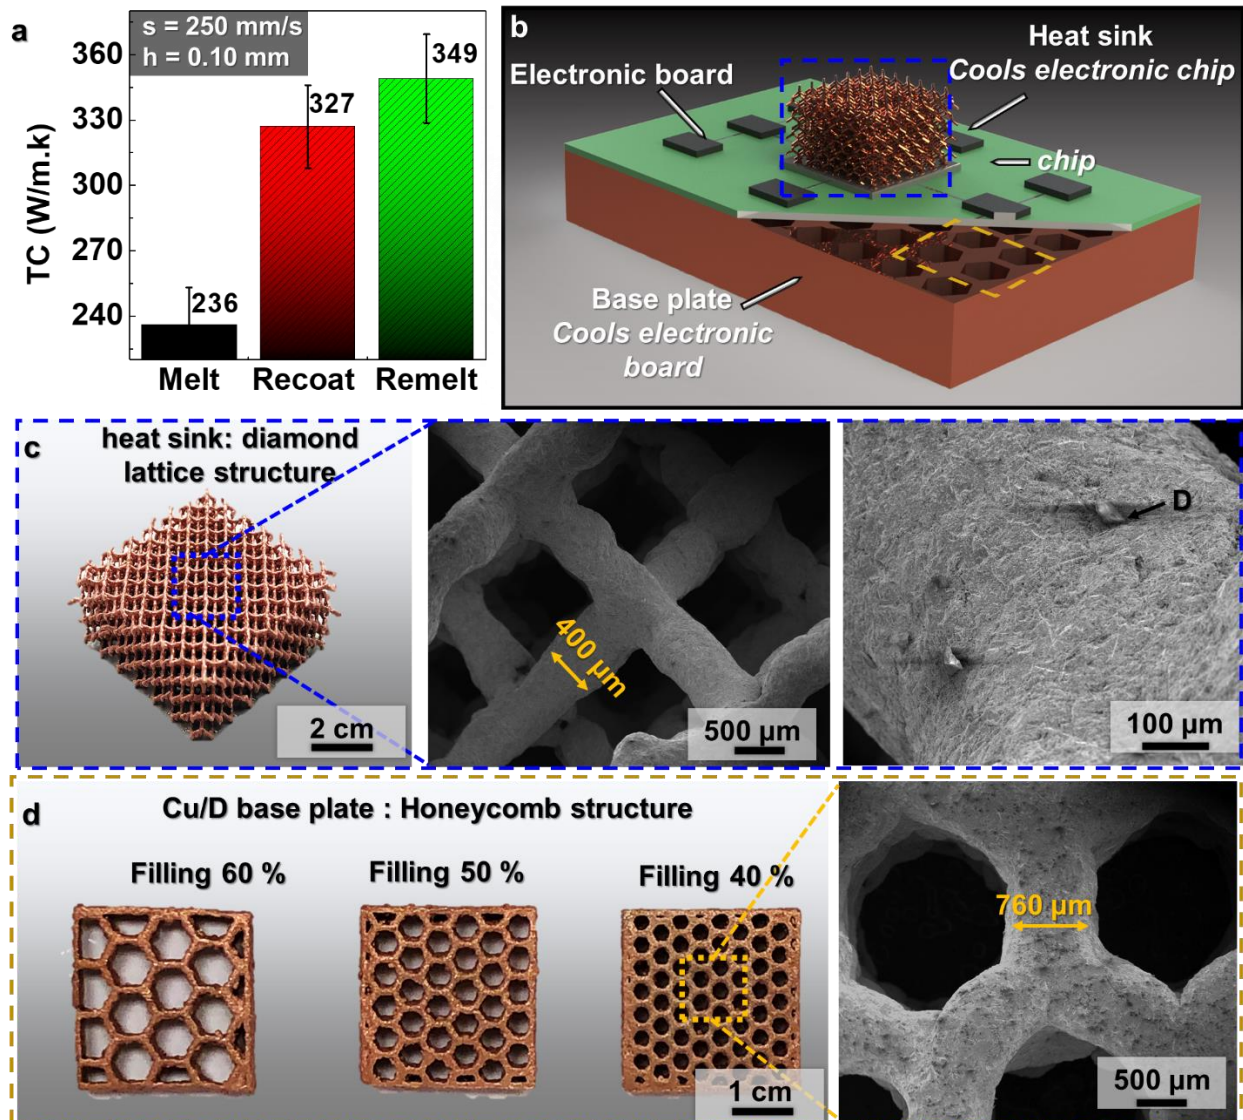 a
s = 250 mm/s
h = 0.10 mm
TC (W/m.k)
360
330
300
270
240
236
327
349
Melt
Recoat
Remelt
b
Electronic board
Heat sink
Cools electronic chip
chip
Base plate
Cools electronic
board
c
heat sink: diamond
lattice structure
2 cm
400 µm
500 µm
D
100 µm
d
Cu/D base plate : Honeycomb structure
Filling 60 %
Filling 50 %
Filling 40 %
1 cm
760 µm
500 µm